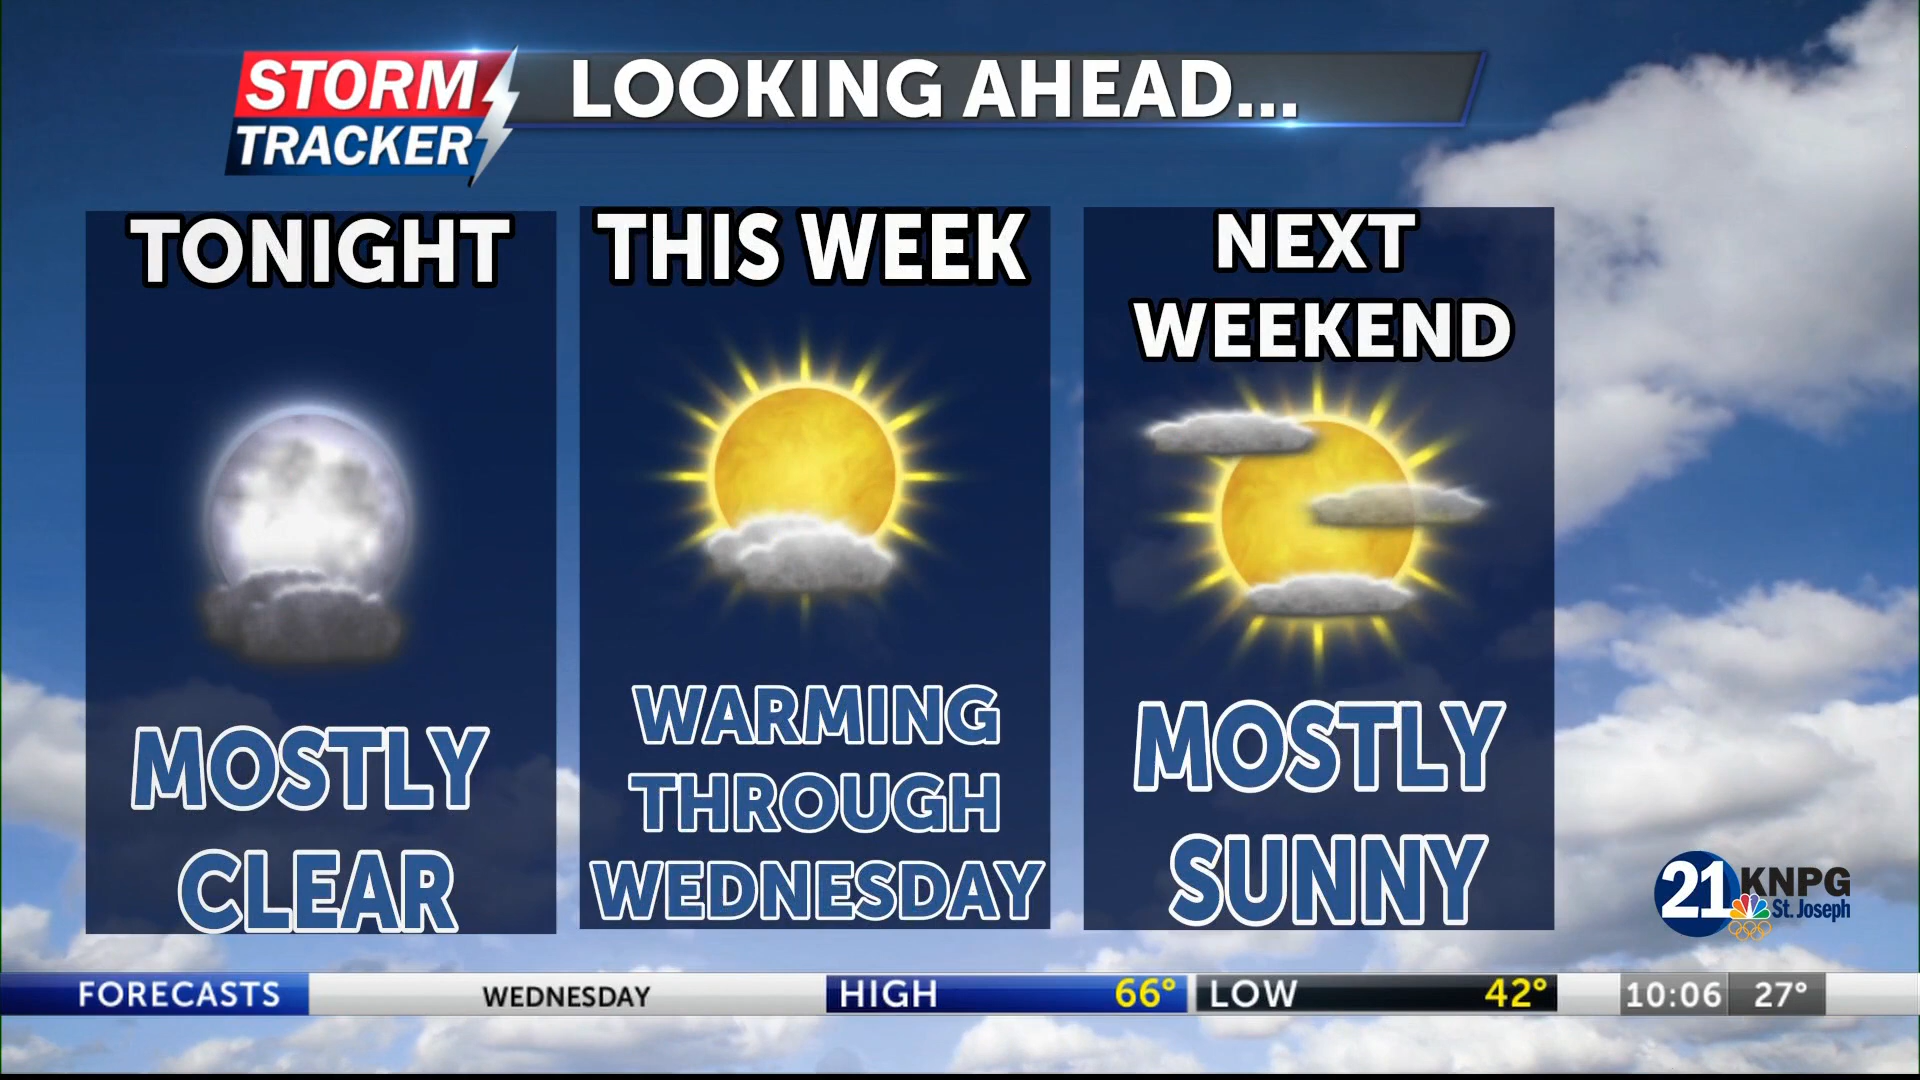 STORM
TRACKER
LOOKING AHEAD...
TONIGHT
MOSTLY
CLEAR
THIS WEEK
WARMING
THROUGH
WEDNESDAY
NEXT
WEEKEND
MOSTLY
SUNNY
21 KNPG
St. Joseph
FORECASTS WEDNESDAY HIGH 66° LOW 42° 10:06 27°